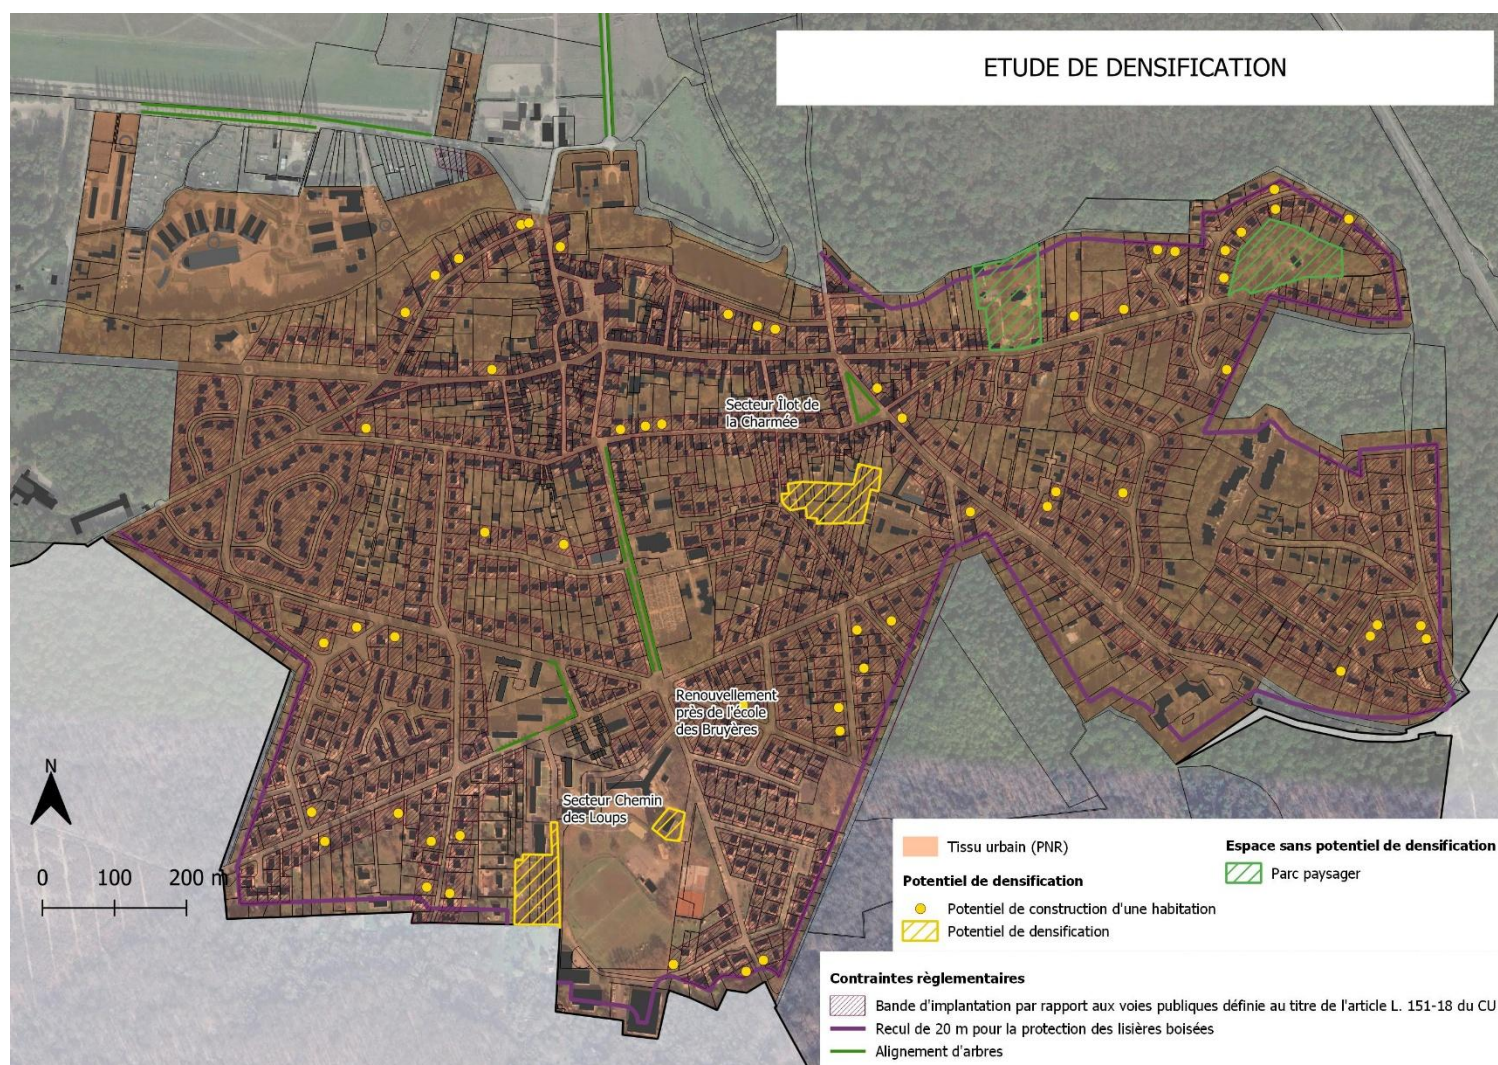 ETUDE DE DENSIFICATION
Secteur Îlot de
la Charmée
Renouvellement
près de l'école
des Bruyères
Secteur Chemin
des Loups
N
0 100 200 m
Tissu urbain (PNR)
Potentiel de densification
Potentiel de construction d'une habitation
Potentiel de densification
Espace sans potentiel de densification
Parc paysager
Contraintes règlementaires
Bande d'implantation par rapport aux voies publiques définie au titre de l'article L. 151-18 du CU
Recul de 20 m pour la protection des lisières boisées
Alignement d'arbres